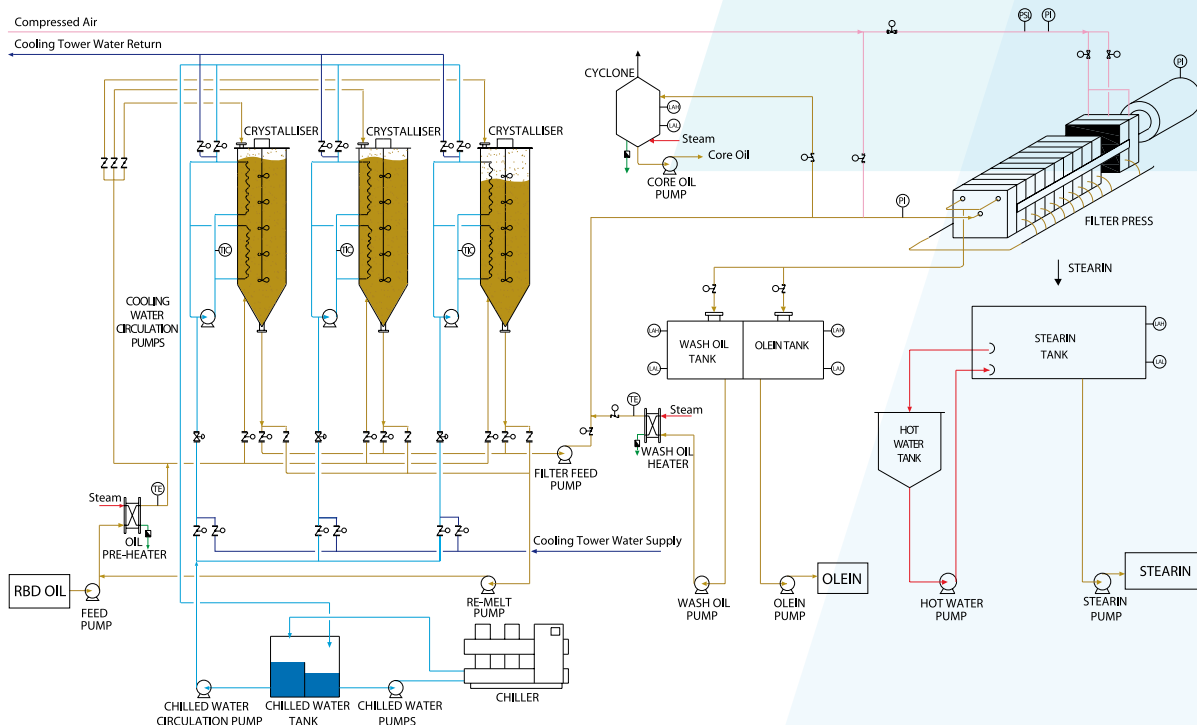 Compressed Air
Cooling Tower Water Return
PSL
PI
PI
CYCLONE
LAH
LAL
Steam
Core Oil
CORE OIL
PUMP
CRYSTALLISER
CRYSTALLISER
CRYSTALLISER
PI
FILTER PRESS
STEARIN
TIC
TIC
TIC
COOLING
WATER
CIRCULATION
PUMPS
LAH
LAL
WASH OIL
TANK
OLEIN TANK
LAH
LAL
STEARIN
TANK
LAH
LAL
TE
Steam
WASH OIL
HEATER
FILTER FEED
PUMP
HOT
WATER
TANK
Steam
TE
OIL
PRE-HEATER
Cooling Tower Water Supply
RBD OIL
FEED
PUMP
RE-MELT
PUMP
WASH OIL
PUMP
OLEIN
PUMP
OLEIN
HOT WATER
PUMP
STEARIN
PUMP
STEARIN
CHILLED WATER
CIRCULATION PUMP
CHILLED WATER
TANK
CHILLED WATER
PUMPS
CHILLER